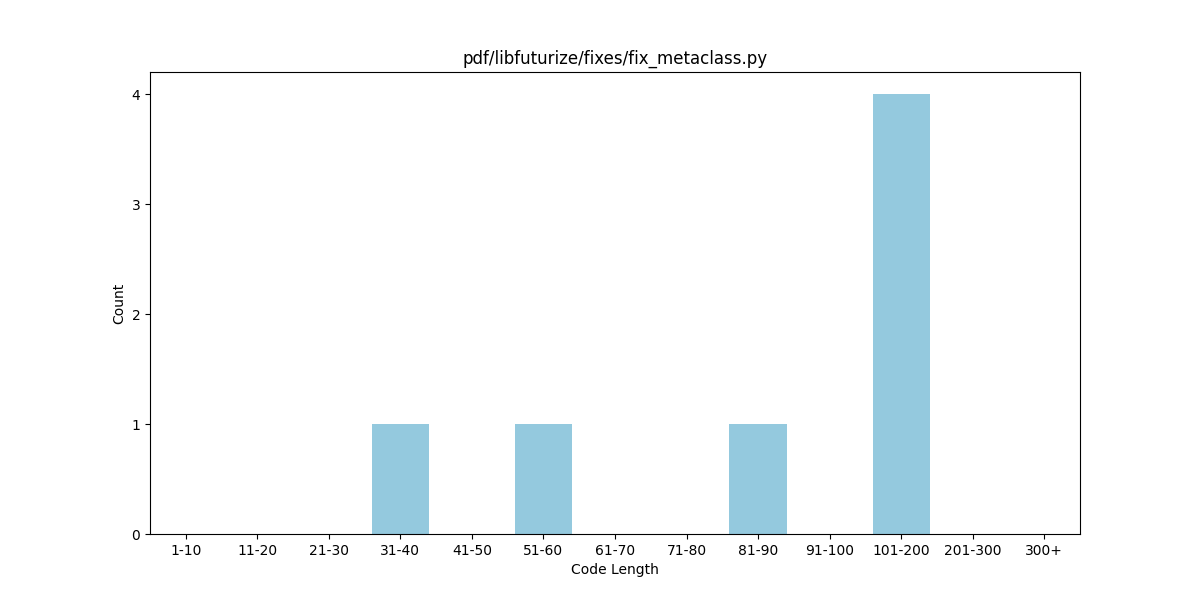 pdf/libfuturize/fixes/fix_metaclass.py
4
3
2
1
0
Count
1-10 11-20 21-30 31-40 41-50 51-60 61-70 71-80 81-90 91-100 101-200 201-300 300+
Code Length